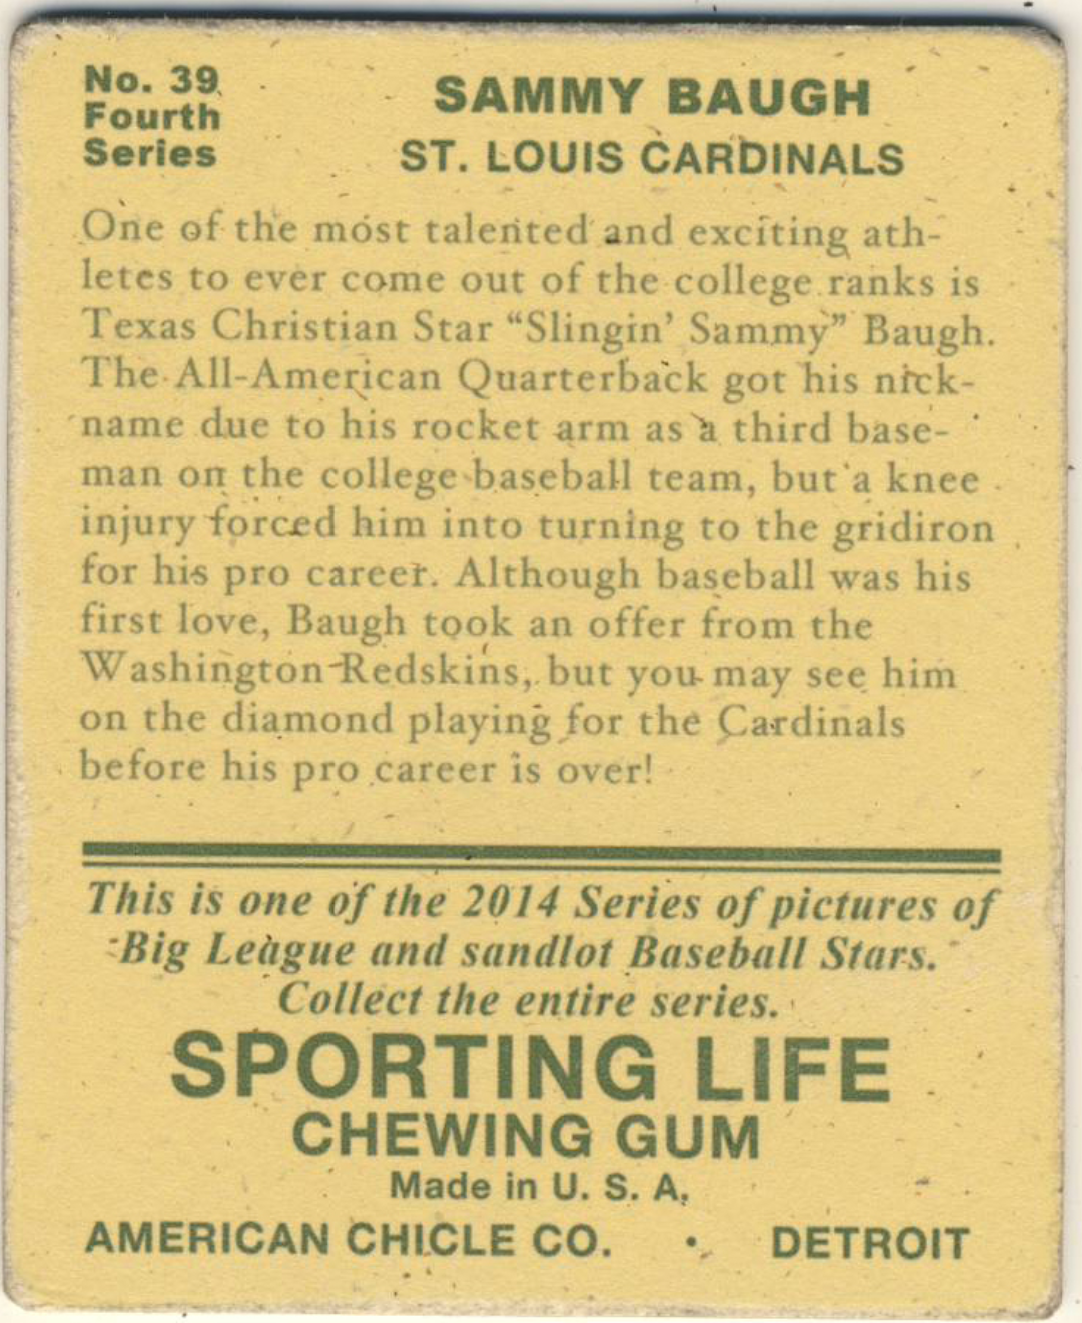 No. 39
Fourth
Series
SAMMY BAUGH
ST. LOUIS CARDINALS
One of the most talented and exciting ath-
letes to ever come out of the college ranks is
Texas Christian Star “Slingin’ Sammy” Baugh.
The All-American Quarterback got his nick-
name due to his rocket arm as a third base-
man on the college baseball team, but a knee
injury forced him into turning to the gridiron
for his pro career. Although baseball was his
first love, Baugh took an offer from the
Washington Redskins, but you may see him
on the diamond playing for the Cardinals
before his pro career is over!
This is one of the 2014 Series of pictures of
Big League and sandlot Baseball Stars.
Collect the entire series.
SPORTING LIFE
CHEWING GUM
Made in U. S. A.
AMERICAN CHICLE CO. • DETROIT